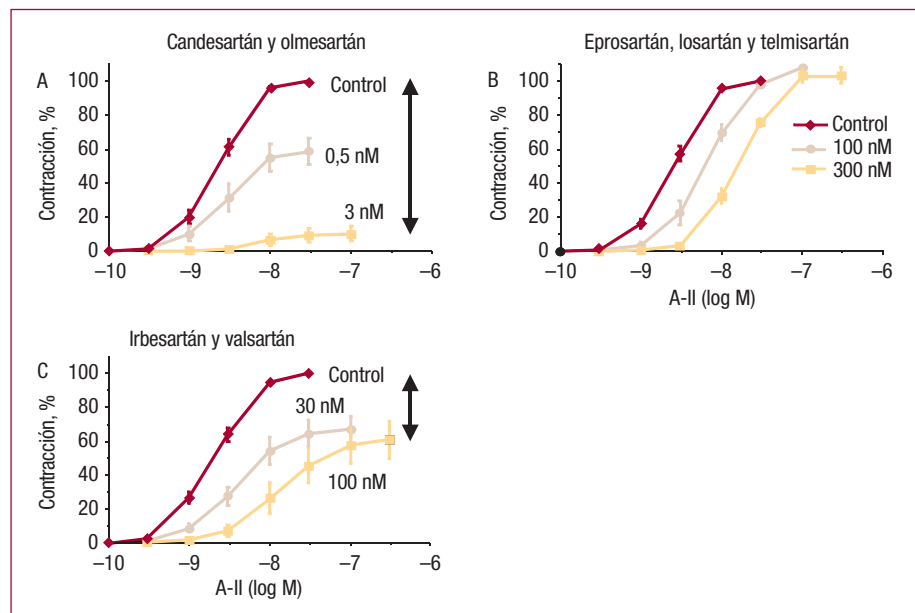 Candesartán y olmesartán
A
Contracción, %
100
80
60
40
20
0
Control
0,5 nM
3 nM
–10
–9
–8
–7
–6
A-II (log M)
Eprosartán, losartán y telmisartán
B
Contracción, %
100
80
60
40
20
0
Control
100 nM
300 nM
–10
–9
–8
–7
–6
A-II (log M)
Irbesartán y valsartán
C
Contracción, %
100
80
60
40
20
0
Control
30 nM
100 nM
–10
–9
–8
–7
–6
A-II (log M)